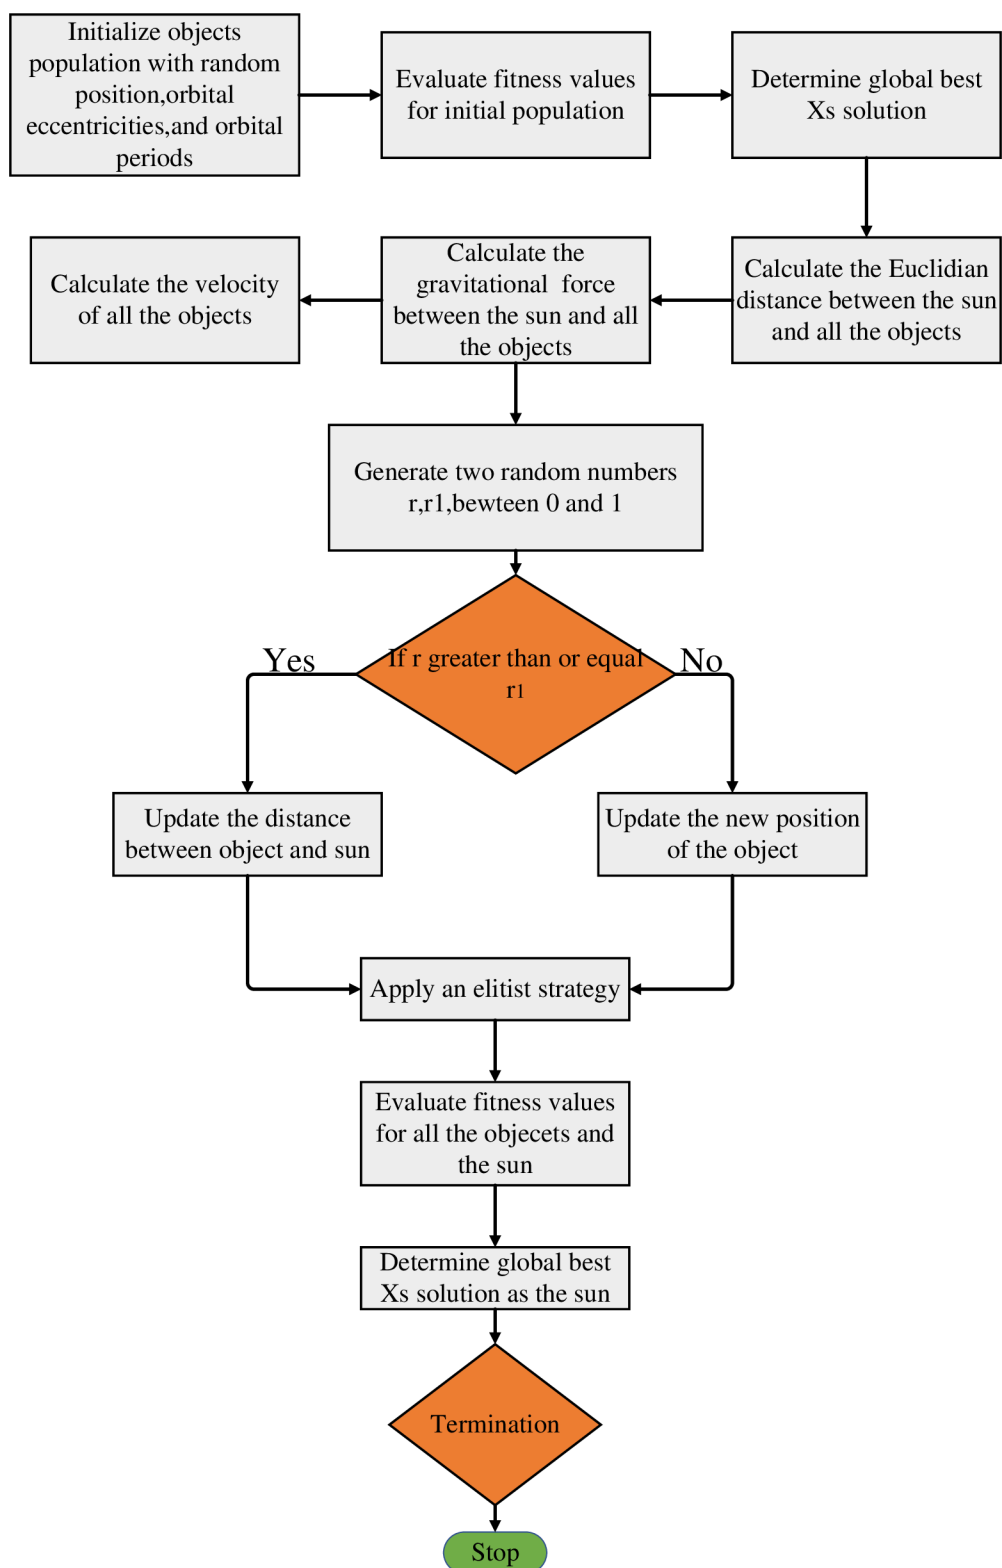 Initialize objects
population with random
position,orbital
eccentricities,and orbital
periods
Evaluate fitness values
for initial population
Determine global best
Xs solution
Calculate the Euclidian
distance between the sun
and all the objects
Calculate the
gravitational force
between the sun and all
the objects
Calculate the velocity
of all the objects
Generate two random numbers
r,r1,bewteen 0 and 1
If r greater than or equal
r1
Yes
No
Update the distance
between object and sun
Update the new position
of the object
Apply an elitist strategy
Evaluate fitness values
for all the objecets and
the sun
Determine global best
Xs solution as the sun
Termination
Stop